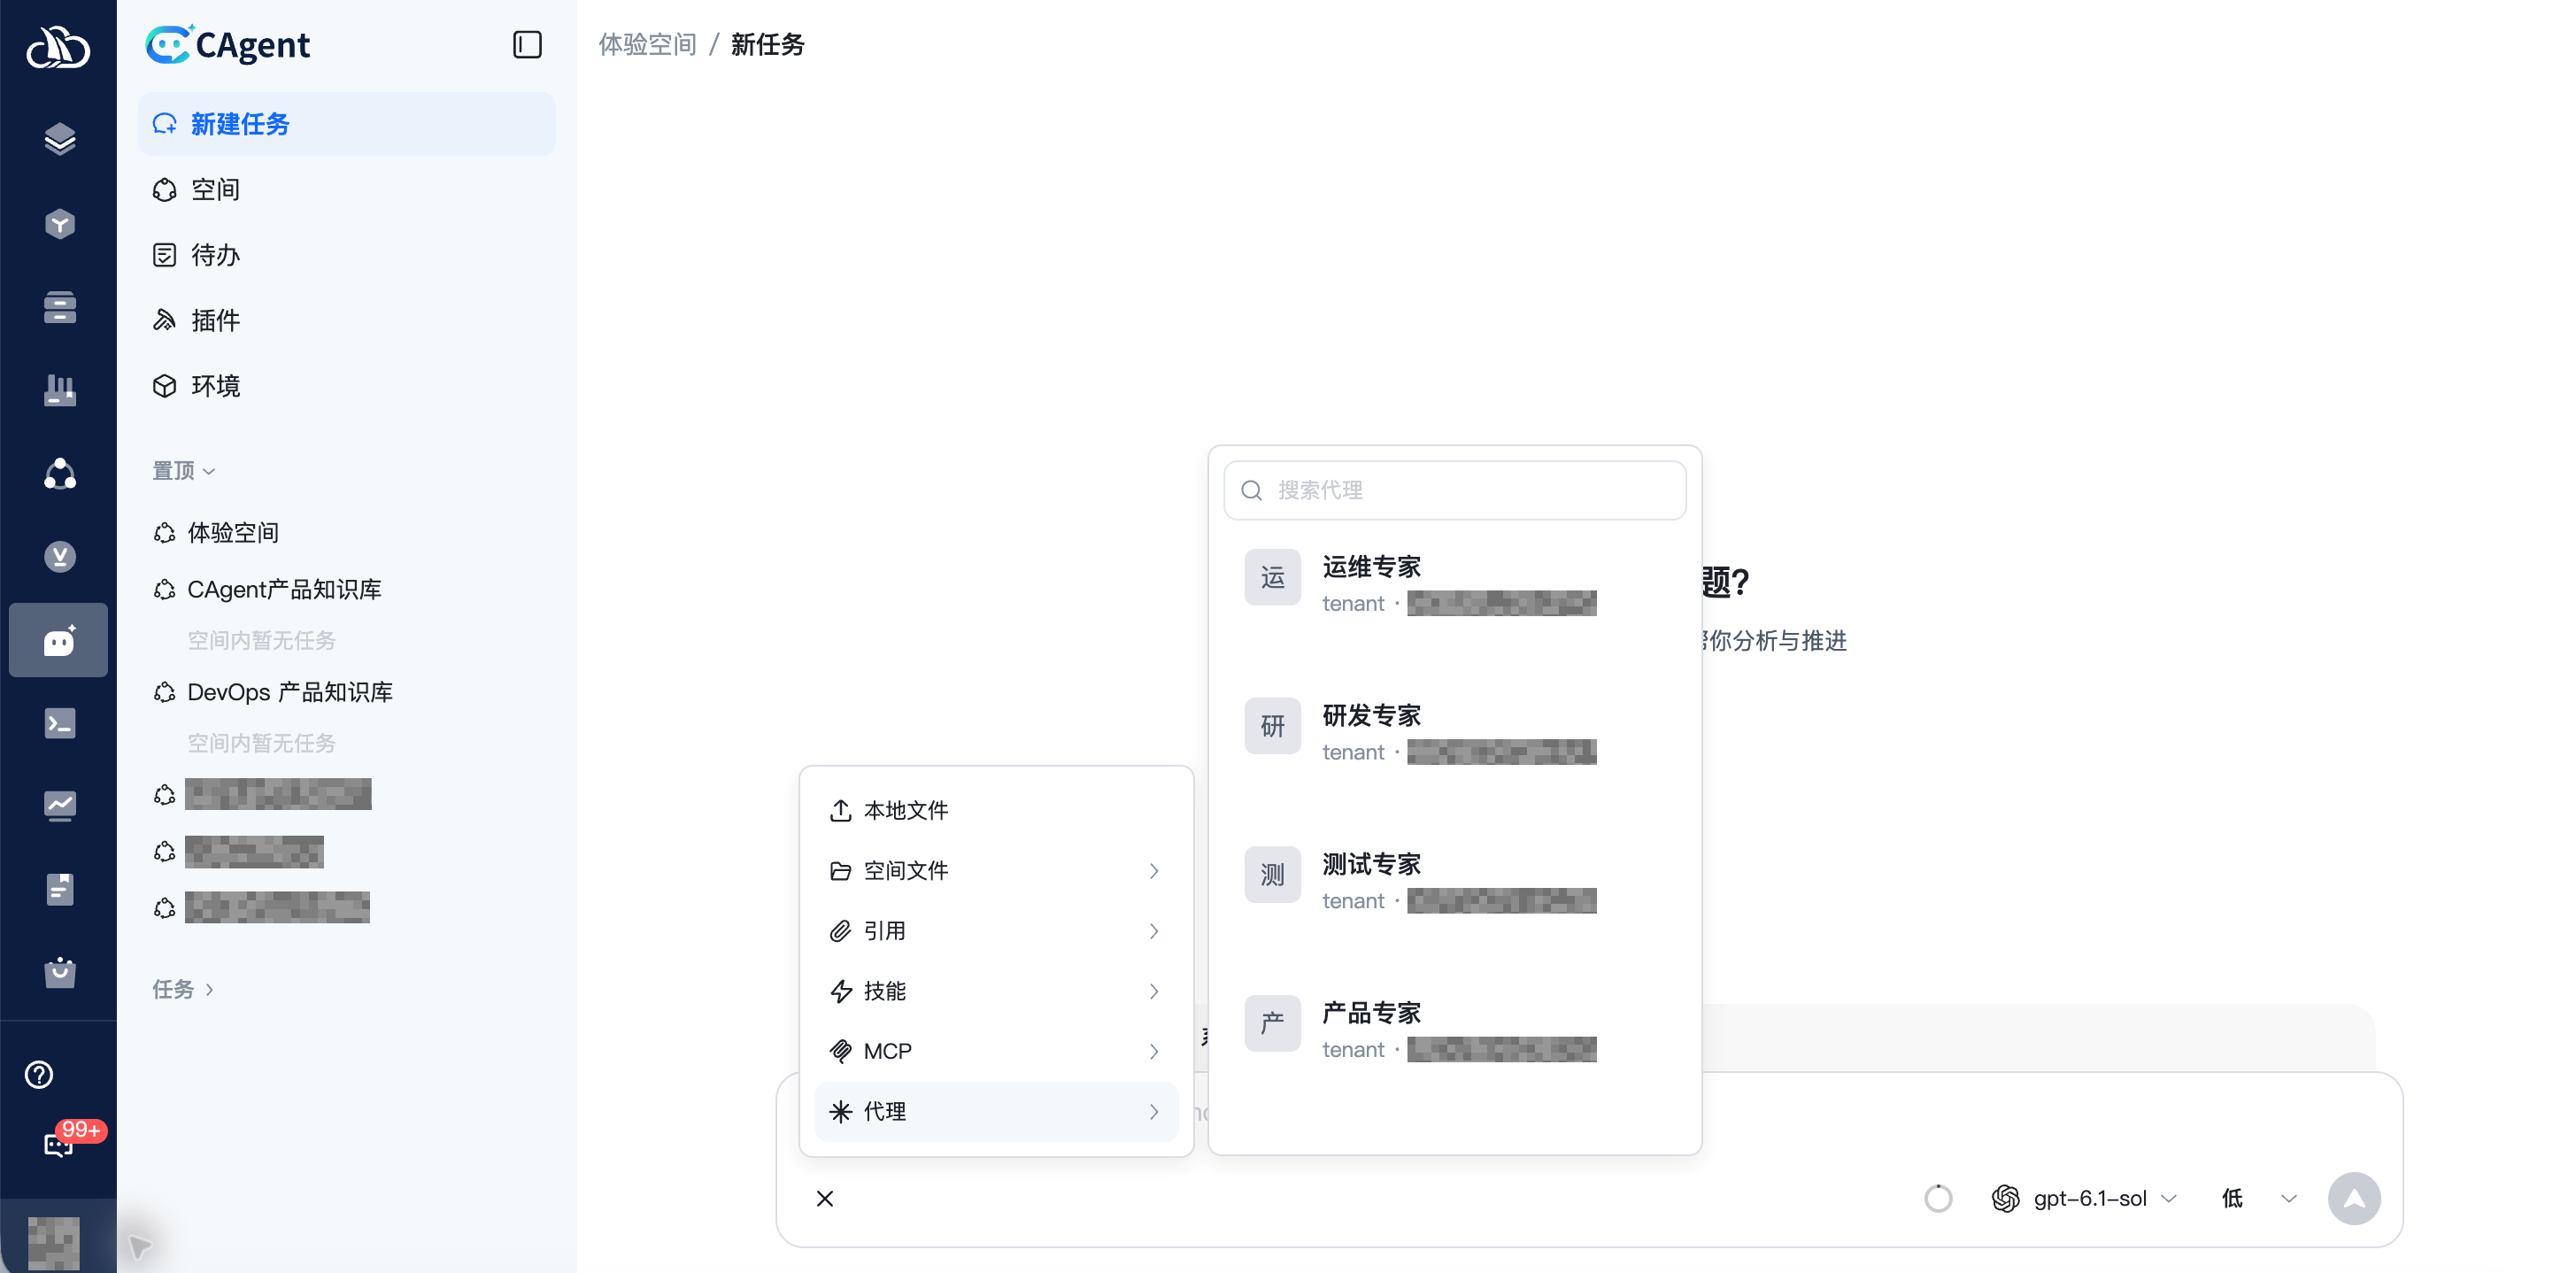 CAgent
新建任务
空间
待办
插件
环境
置顶
体验空间
CAgent产品知识库
空间内暂无任务
DevOps 产品知识库
空间内暂无任务
任务
99+
体验空间 / 新任务
题?
你分析与推进
搜索代理
运
运维专家
tenant ·
研
研发专家
tenant ·
测
测试专家
tenant ·
产
产品专家
tenant ·
本地文件
空间文件
引用
技能
MCP
代理
gpt-6.1-sol
低